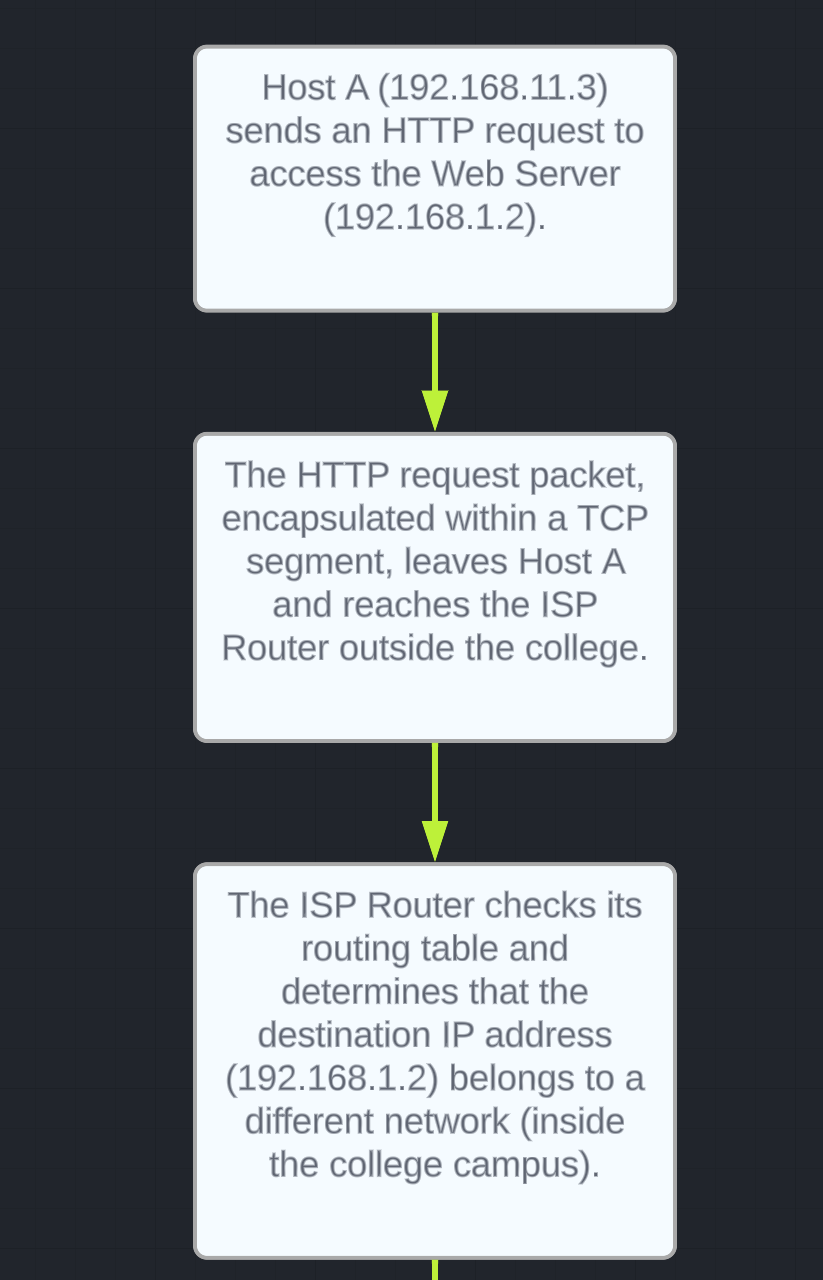 Host A (192.168.11.3)
sends an HTTP request to
access the Web Server
(192.168.1.2).
The HTTP request packet,
encapsulated within a TCP
segment, leaves Host A
and reaches the ISP
Router outside the college.
The ISP Router checks its
routing table and
determines that the
destination IP address
(192.168.1.2) belongs to a
different network (inside
the college campus).